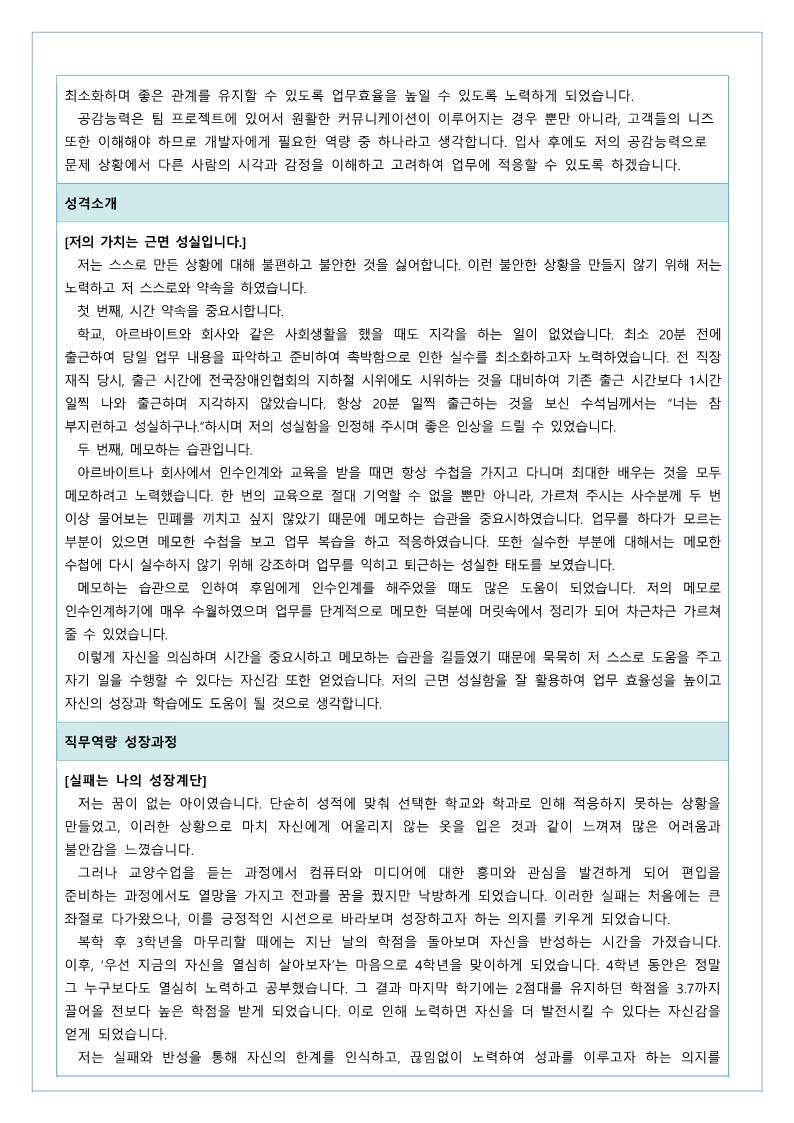 최소화하며 좋은 관계를 유지할 수 있도록 업무효율을 높일 수 있도록 노력하게 되었습니다.
공감능력은 팀 프로젝트에 있어서 원활한 커뮤니케이션이 이루어지는 경우 뿐만 아니라, 고객들의 니즈
또한 이해해야 하므로 개발자에게 필요한 역량 중 하나라고 생각합니다. 입사 후에도 저의 공감능력으로
문제 상황에서 다른 사람의 시각과 감정을 이해하고 고려하여 업무에 적응할 수 있도록 하겠습니다.
성격소개
[저의 가치는 근면 성실입니다.]
저는 스스로 만든 상황에 대해 불편하고 불안한 것을 싫어합니다. 이런 불안한 상황을 만들지 않기 위해 저는
노력하고 저 스스로와 약속을 하였습니다.
첫 번째, 시간 약속을 중요시합니다.
학교, 아르바이트와 회사와 같은 사회생활을 했을 때도 지각을 하는 일이 없었습니다. 최소 20분 전에
출근하여 당일 업무 내용을 파악하고 준비하여 촉박함으로 인한 실수를 최소화하고자 노력하였습니다. 전 직장
재직 당시, 출근 시간에 전국장애인협회의 지하철 시위에도 시위하는 것을 대비하여 기존 출근 시간보다 1시간
일찍 나와 출근하며 지각하지 않았습니다. 항상 20분 일찍 출근하는 것을 보신 수석님께서는 “너는 참
부지런하고 성실하구나.”하시며 저의 성실함을 인정해 주시며 좋은 인상을 드릴 수 있었습니다.
두 번째, 메모하는 습관입니다.
아르바이트나 회사에서 인수인계와 교육을 받을 때면 항상 수첩을 가지고 다니며 최대한 배우는 것을 모두
메모하려고 노력했습니다. 한 번의 교육으로 절대 기억할 수 없을 뿐만 아니라, 가르쳐 주시는 사수분께 두 번
이상 물어보는 민폐를 끼치고 싶지 않았기 때문에 메모하는 습관을 중요시하였습니다. 업무를 하다가 모르는
부분이 있으면 메모한 수첩을 보고 업무 복습을 하고 적응하였습니다. 또한 실수한 부분에 대해서는 메모한
수첩에 다시 실수하지 않기 위해 강조하며 업무를 익히고 퇴근하는 성실한 태도를 보였습니다.
메모하는 습관으로 인하여 후임에게 인수인계를 해주었을 때도 많은 도움이 되었습니다. 저의 메모로
인수인계하기에 매우 수월하였으며 업무를 단계적으로 메모한 덕분에 머릿속에서 정리가 되어 차근차근 가르쳐
줄 수 있었습니다.
이렇게 자신을 의심하며 시간을 중요시하고 메모하는 습관을 길들였기 때문에 묵묵히 저 스스로 도움을 주고
자기 일을 수행할 수 있다는 자신감 또한 얻었습니다. 저의 근면 성실함을 잘 활용하여 업무 효율성을 높이고
자신의 성장과 학습에도 도움이 될 것으로 생각합니다.
직무역량 성장과정
[실패는 나의 성장계단]
저는 꿈이 없는 아이였습니다. 단순히 성적에 맞춰 선택한 학교와 학과로 인해 적응하지 못하는 상황을
만들었고, 이러한 상황으로 마치 자신에게 어울리지 않는 옷을 입은 것과 같이 느껴져 많은 어려움과
불안감을 느꼈습니다.
그러나 교양수업을 듣는 과정에서 컴퓨터와 미디어에 대한 흥미와 관심을 발견하게 되어 편입을
준비하는 과정에서도 열망을 가지고 전과를 꿈을 꿨지만 낙방하게 되었습니다. 이러한 실패는 처음에는 큰
좌절로 다가왔으나, 이를 긍정적인 시선으로 바라보며 성장하고자 하는 의지를 키우게 되었습니다.
복학 후 3학년을 마무리할 때에는 지난 날의 학점을 돌아보며 자신을 반성하는 시간을 가졌습니다.
이후, ‘우선 지금의 자신을 열심히 살아보자’는 마음으로 4학년을 맞이하게 되었습니다. 4학년 동안은 정말
그 누구보다도 열심히 노력하고 공부했습니다. 그 결과 마지막 학기에는 2점대를 유지하던 학점을 3.7까지
끌어올 전보다 높은 학점을 받게 되었습니다. 이로 인해 노력하면 자신을 더 발전시킬 수 있다는 자신감을
얻게 되었습니다.
저는 실패와 반성을 통해 자신의 한계를 인식하고, 끊임없이 노력하여 성과를 이루고자 하는 의지를